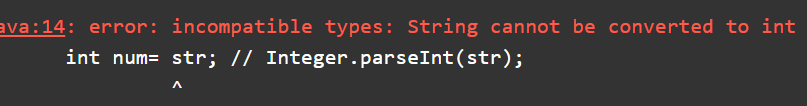 ava:14: error: incompatible types: String cannot be converted to int
int num= str; // Integer.parseInt(str);
^